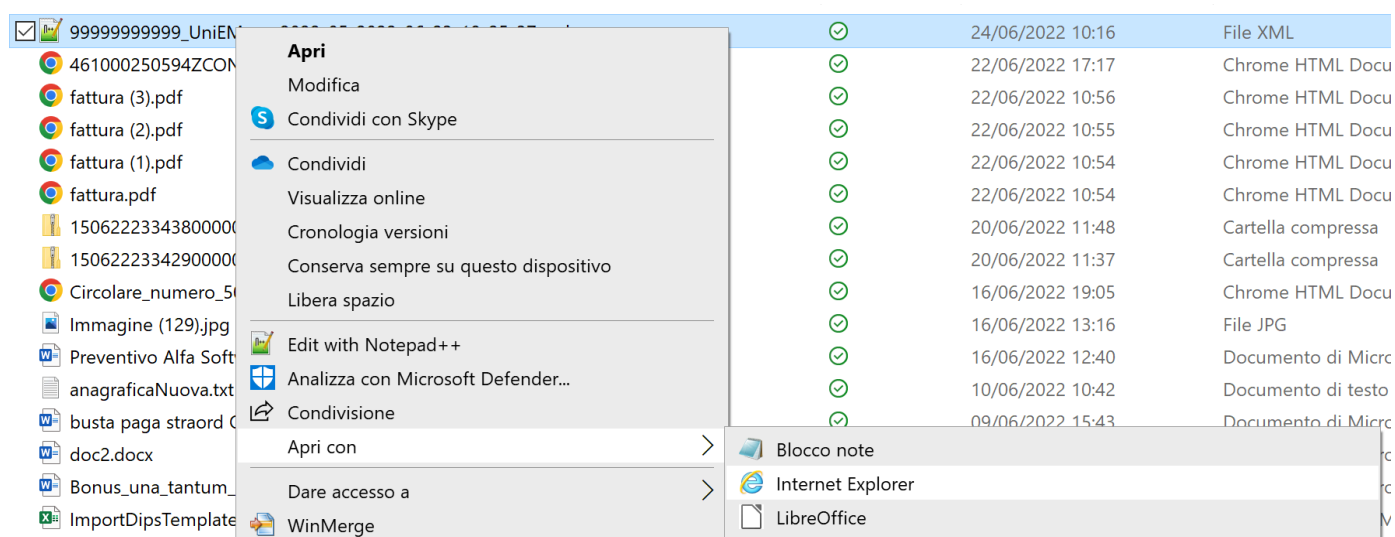 99999999999_UniEM 24/06/2022 10:16 File XML
Apri
461000250594ZCON 22/06/2022 17:17 Chrome HTML Docu
Modifica
fattura (3).pdf 22/06/2022 10:56 Chrome HTML Docu
Condividi con Skype
fattura (2).pdf 22/06/2022 10:55 Chrome HTML Docu
fattura (1).pdf Condividi 22/06/2022 10:54 Chrome HTML Docu
fattura.pdf Visualizza online 22/06/2022 10:54 Chrome HTML Docu
15062223343800000 Cronologia versioni 20/06/2022 11:48 Cartella compressa
15062223342900000 Conserva sempre su questo dispositivo 20/06/2022 11:37 Cartella compressa
Circolare_numero_5 Libera spazio 16/06/2022 19:05 Chrome HTML Docu
Immagine (129).jpg 16/06/2022 13:16 File JPG
Edit with Notepad++
Preventivo Alfa Soft 16/06/2022 12:40 Documento di Micro
Analizza con Microsoft Defender...
anagraficaNuova.txt 10/06/2022 10:42 Documento di testo
Condivisione
busta paga straord 09/06/2022 15:43 Documento di Micro
doc2.docx Apri con Blocco note
Bonus_una_tantum_ Dare accesso a Internet Explorer
ImportDipsTemplate WinMerge LibreOffice